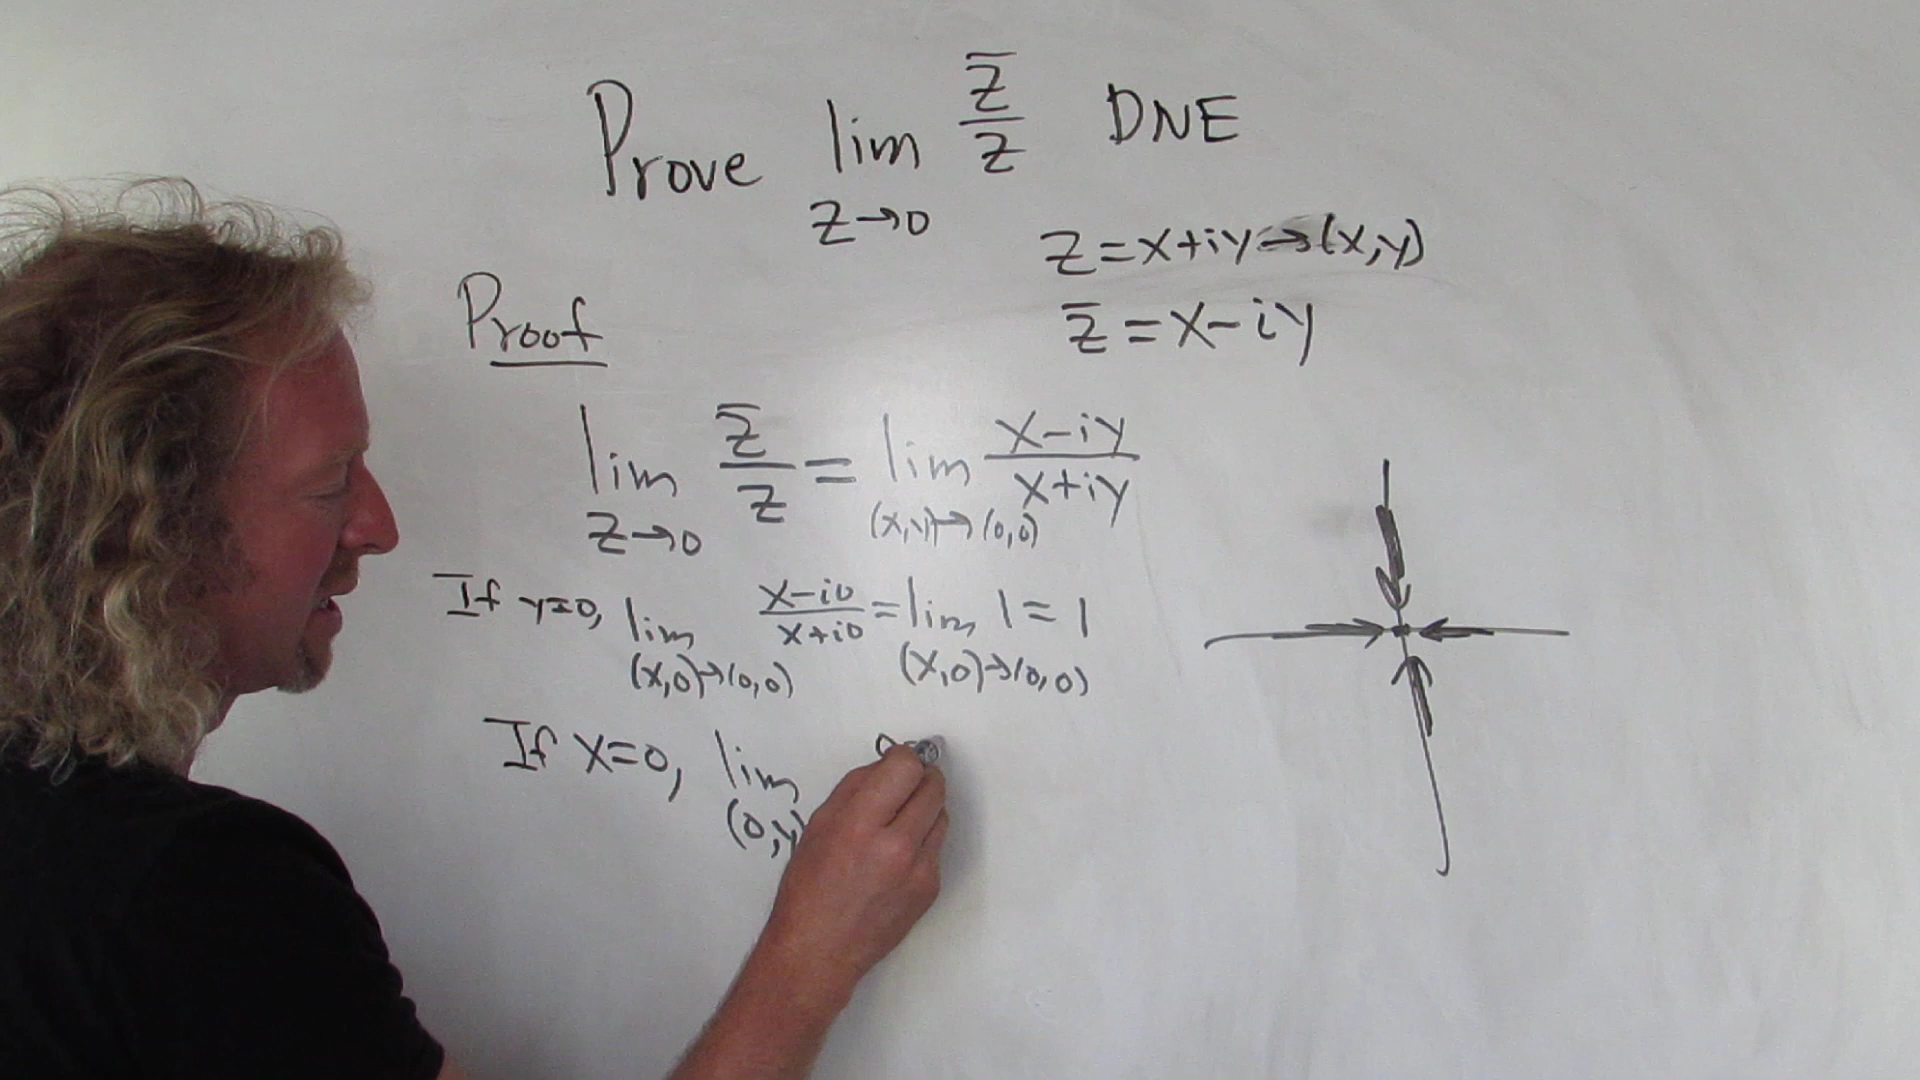 Prove lim z̄/z DNE
z→0
z=x+iy→(x,y)
z̄=x-iy
Proof
lim z̄/z = lim (x-iy)/(x+iy)
z→0 (x,y)→(0,0)
If y=0, lim (x-i0)/(x+i0) = lim 1 = 1
(x,0)→(0,0) (x,0)→(0,0)
If x=0, lim 0
(0,y)